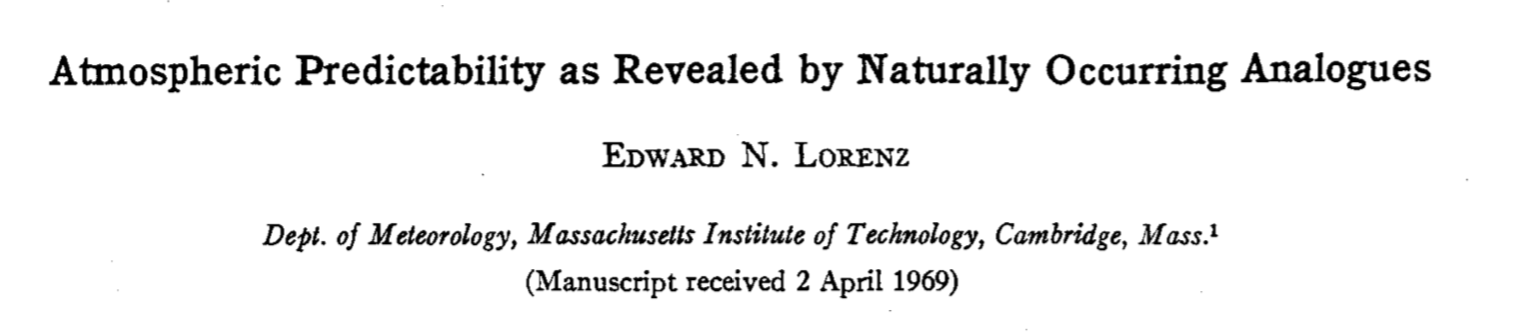 Atmospheric Predictability as Revealed by Naturally Occurring Analogues
EDWARD N. LORENZ
Dept. of Meteorology, Massachusetts Institute of Technology, Cambridge, Mass.¹
(Manuscript received 2 April 1969)